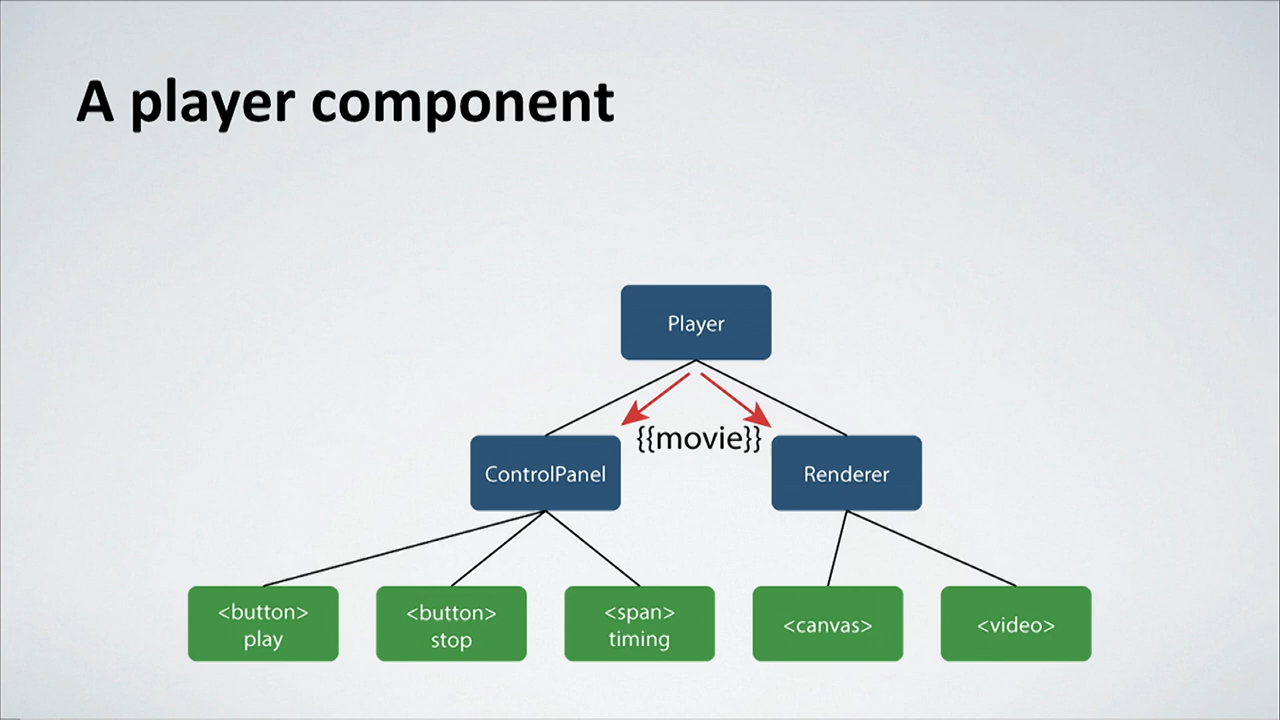 A player component
Player
{{movie}}
ControlPanel
Renderer
<button>
play
<button>
stop
<span>
timing
<canvas>
<video>